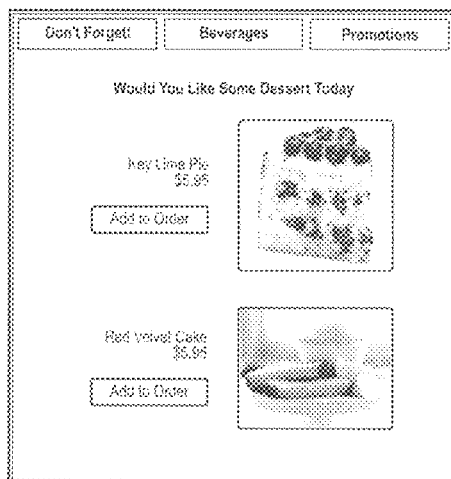 Don't Forget!
Beverages
Promotions
Would You Like Some Dessert Today
Key Lime Pie
$5.95
Add to Order
Red Velvet Cake
$5.95
Add to Order